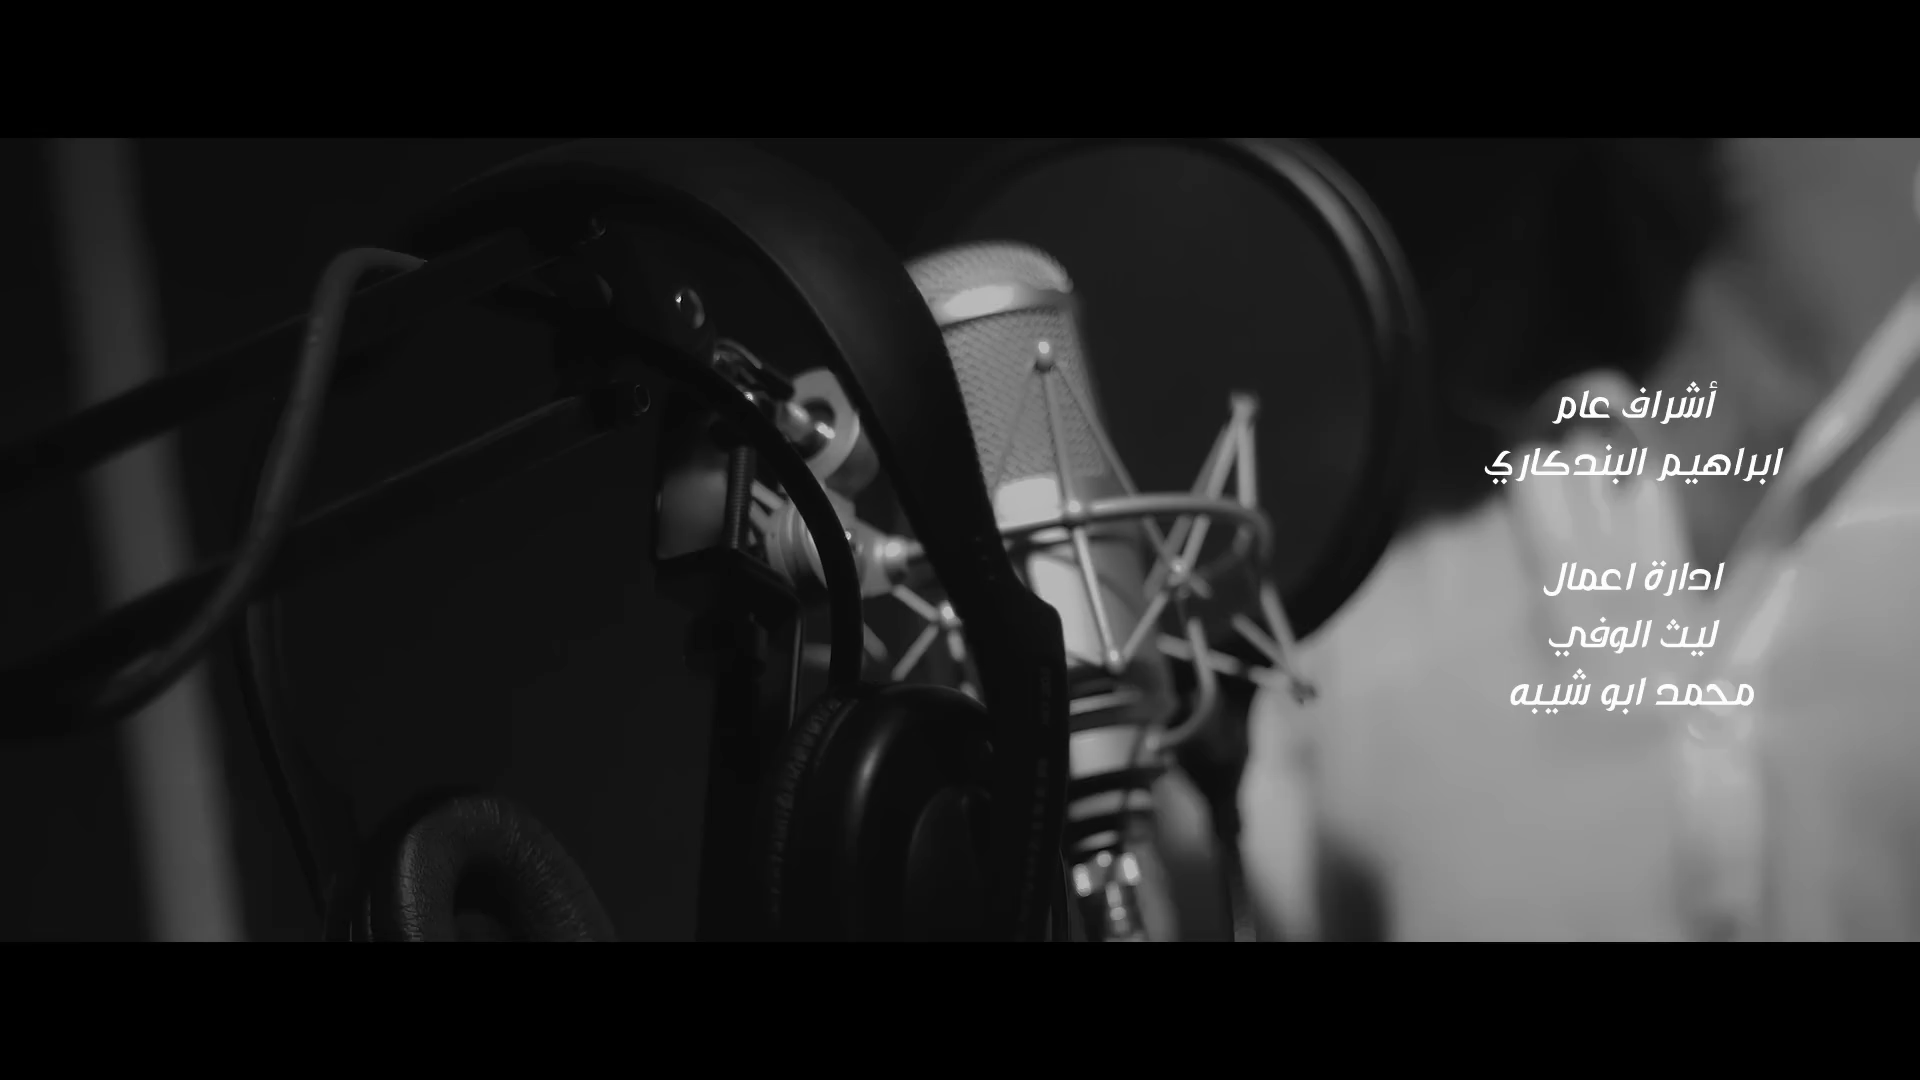 أشراف عام
ابراهيم البندكاري
ادارة اعمال
ليث الوفي
محمد ابو شيبه